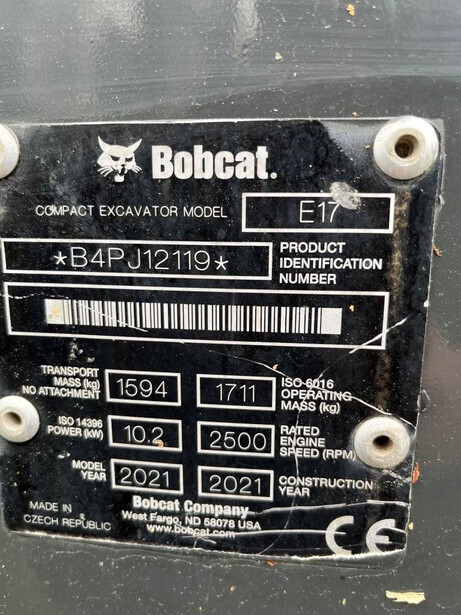 Bobcat.
COMPACT EXCAVATOR MODEL E17
*B4PJ12119* PRODUCT IDENTIFICATION NUMBER
TRANSPORT MASS (kg) NO ATTACHMENT 1594 1711 ISO 6016 OPERATING MASS (kg)
ISO 14396 POWER (kW) 10.2 2500 RATED ENGINE SPEED (RPM)
MODEL YEAR 2021 2021 CONSTRUCTION YEAR
MADE IN CZECH REPUBLIC
Bobcat Company
West Fargo, ND 58078 USA
www.bobcat.com
CE